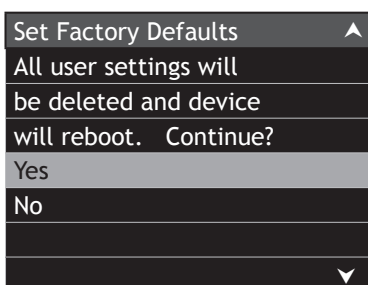 Set Factory Defaults
All user settings will
be deleted and device
will reboot. Continue?
Yes
No